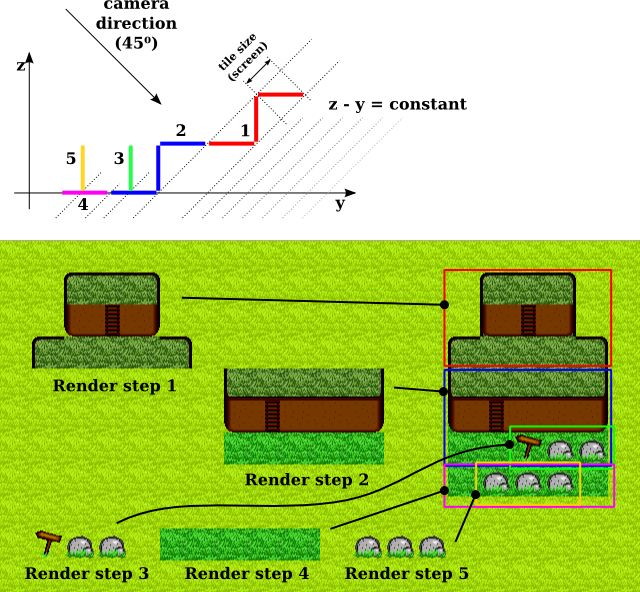 camera
direction
(45º)
tile size
(screen)
z
z - y = constant
2
1
5
3
4
y
Render step 1
Render step 2
Render step 3
Render step 4
Render step 5